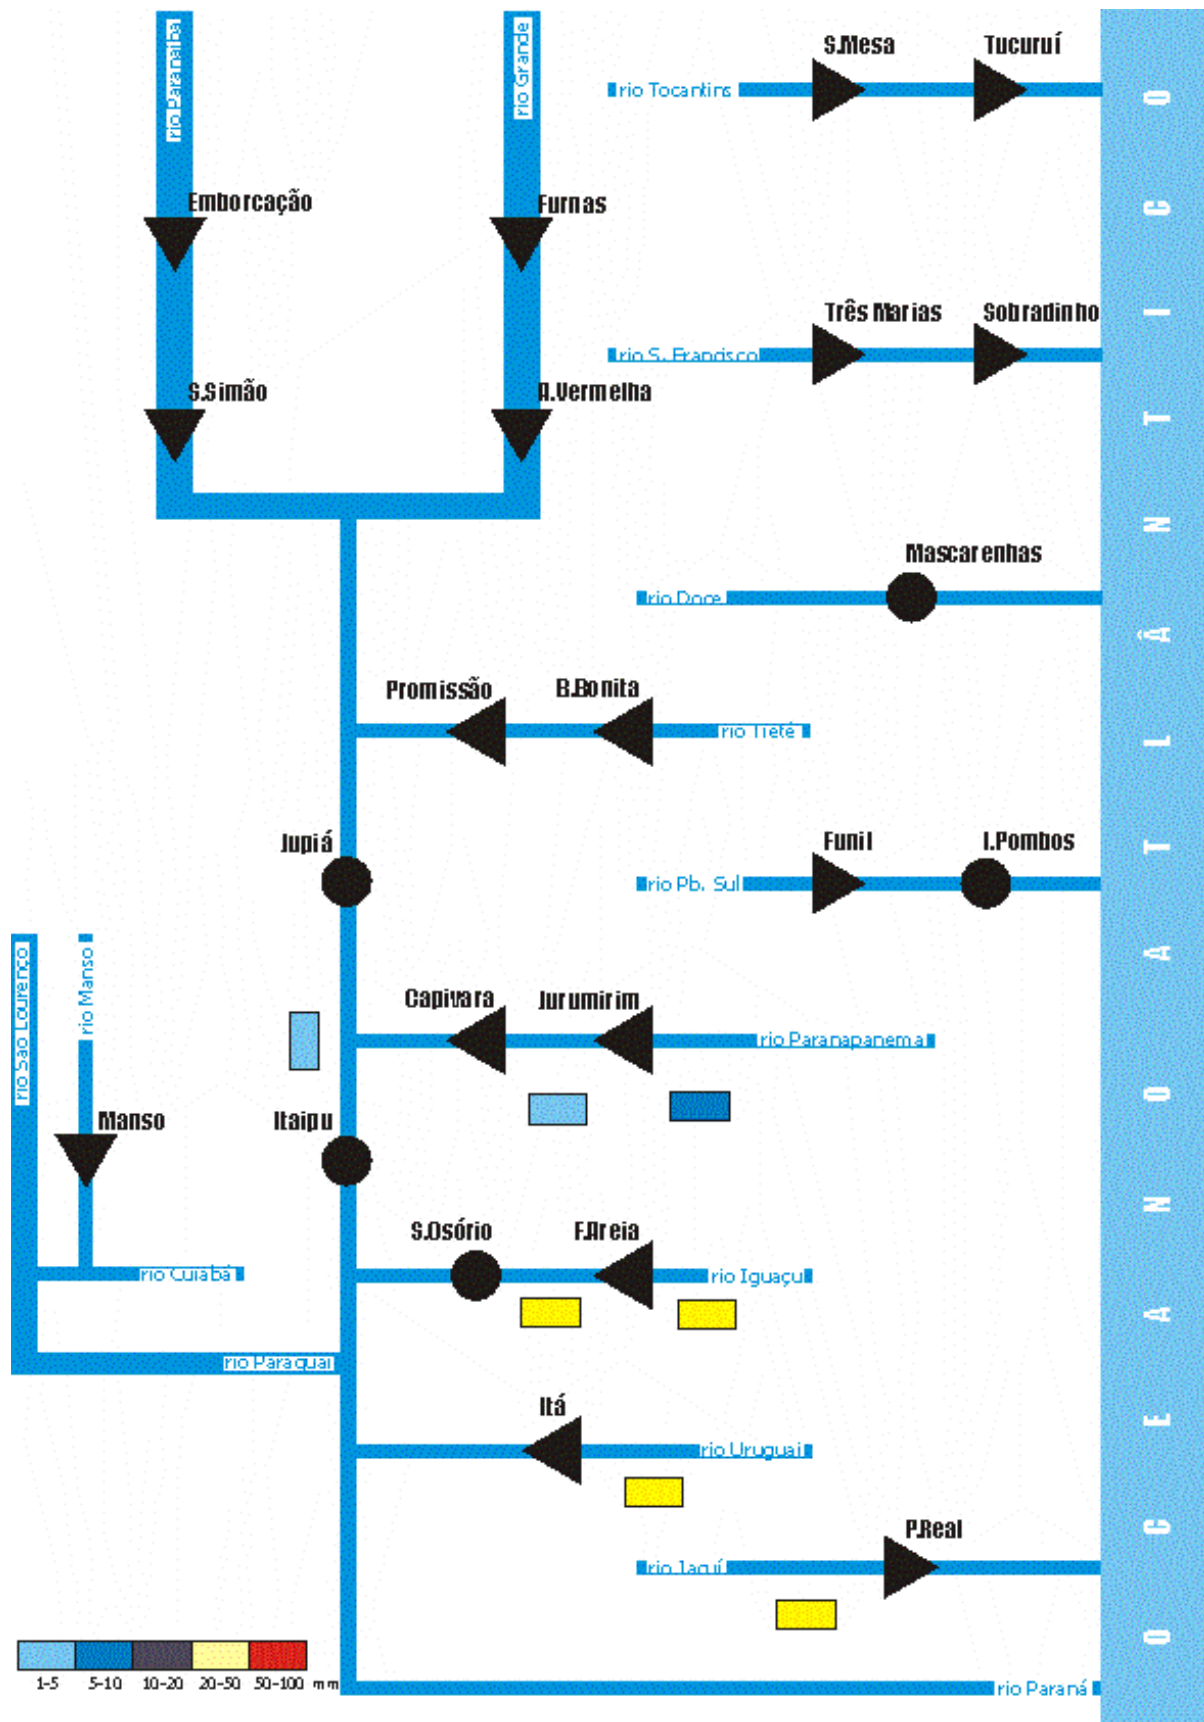 rio Paranaíba
rio Grande
S.Mesa
Tucuruí
rio Tocantins
Emborcação
Furnas
Três Marias
Sobradinho
rio S. Francisco
S.Simão
A.Vermelha
Mascarenhas
rio Doce
Promissão
B.Bonita
rio Tietê
Jupiá
Funil
I.Pombos
rio Pb. Sul
rio São Lourenço
rio Manso
Capivara
Jurumirim
rio Paranapanema
Manso
Itaipu
S.Osório
F.Areia
rio Cuiabá
rio Iguaçu
rio Paraguai
Itá
rio Uruguai
P.Real
rio Jacuí
1-5 5-10 10-20 20-50 50-100 mm
rio Paraná
OCEANO ATLÂNTICO